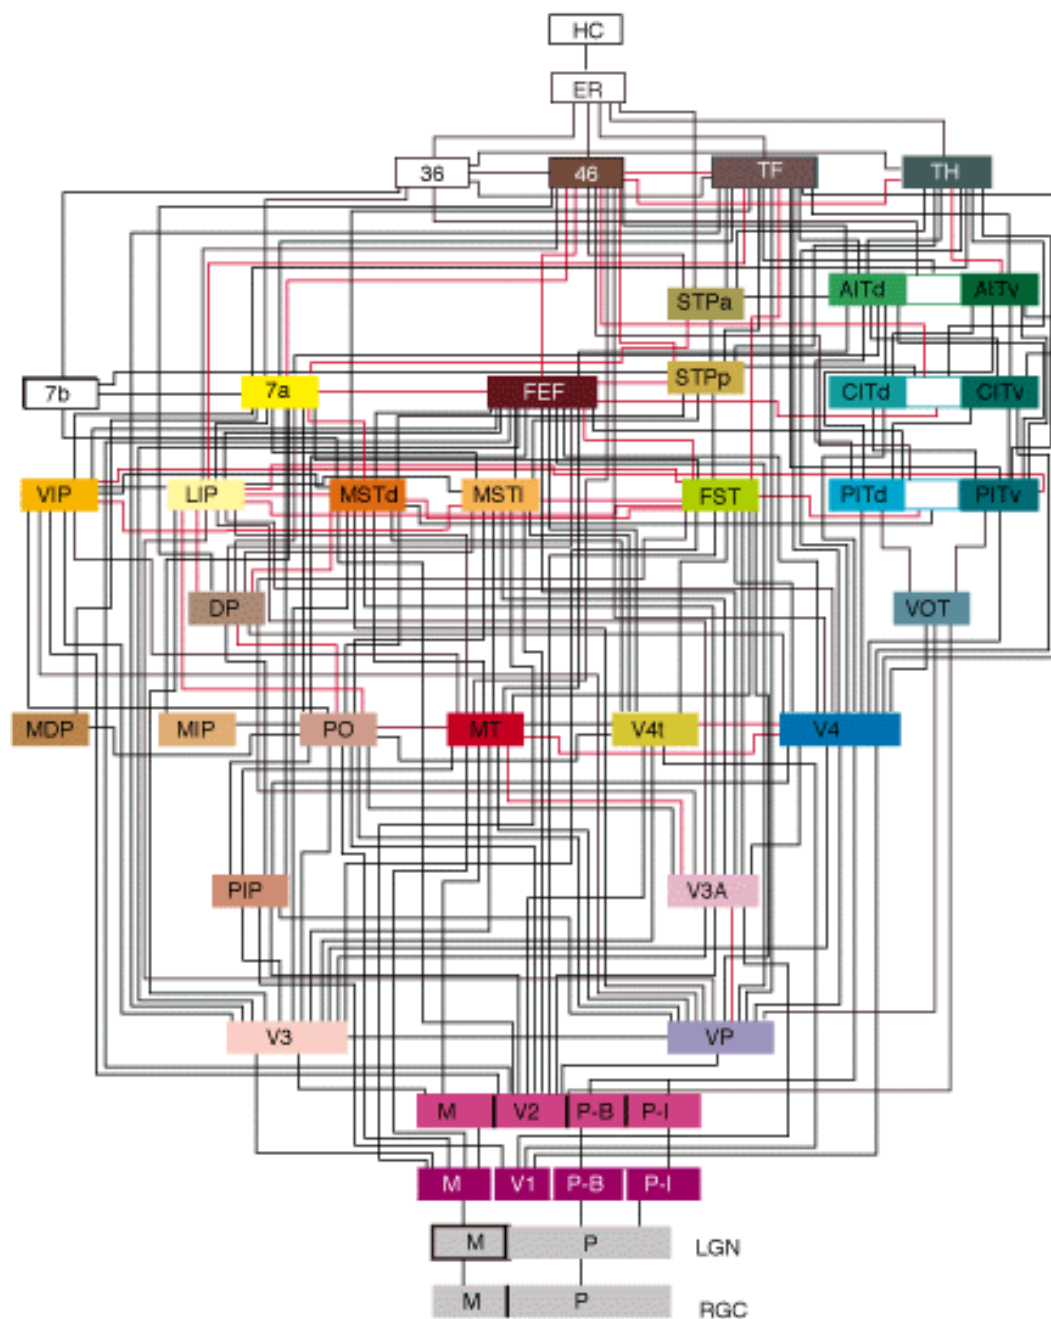 HC
ER
36 46 TF TH
AITd AITv
STPa
STPp
7b 7a FEF CITd CITv
VIP LIP MSTd MSTl FST PITd PITv
DP VOT
MDP MIP PO MT V4t V4
PIP V3A
V3 VP
M V2 P-B P-I
M V1 P-B P-I
M P LGN
M P RGC